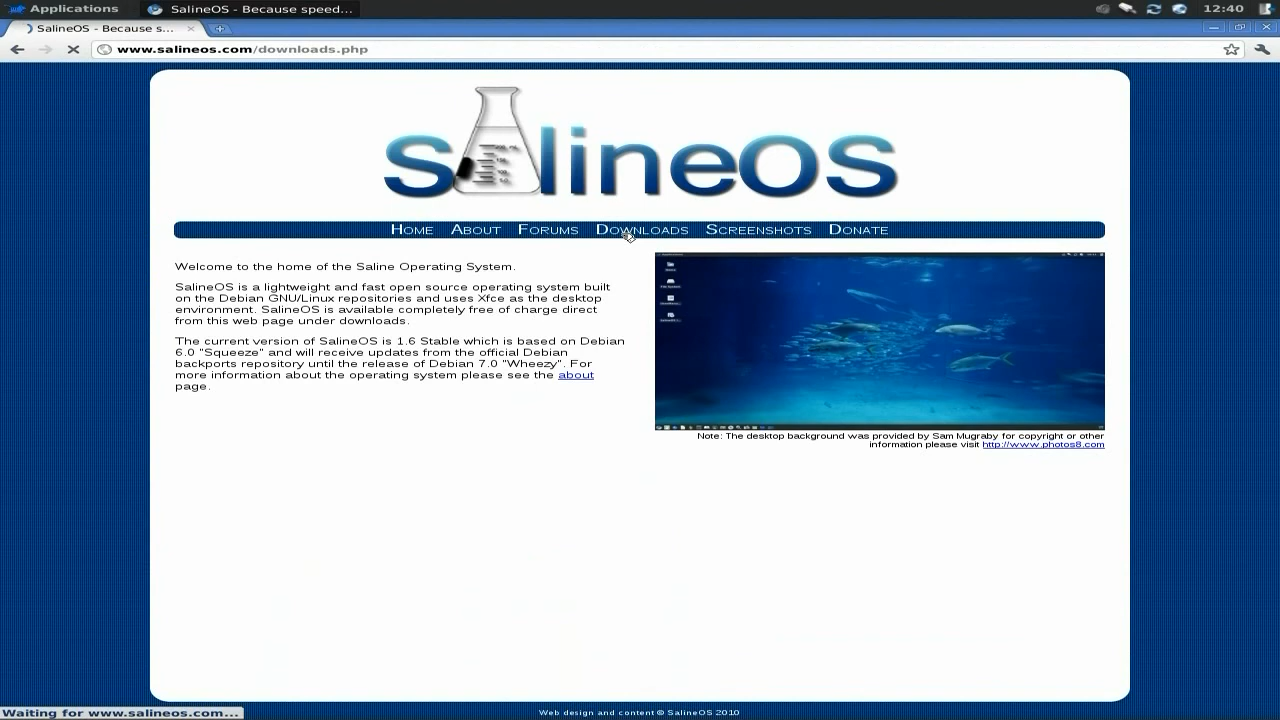 Applications
SalineOS - Because speed...
12:40
SalineOS - Because s...
www.salineos.com/downloads.php
SalineOS
Home About Forums Downloads Screenshots Donate
Welcome to the home of the Saline Operating System.
SalineOS is a lightweight and fast open source operating system built
on the Debian GNU/Linux repositories and uses Xfce as the desktop
environment. SalineOS is available completely free of charge direct
from this web page under downloads.
The current version of SalineOS is 1.6 Stable which is based on Debian
6.0 "Squeeze" and will receive updates from the official Debian
backports repository until the release of Debian 7.0 "Wheezy". For
more information about the operating system please see the about
page.
Note: The desktop background was provided by Sam Mugraby for copyright or other
information please visit http://www.photos8.com
Waiting for www.salineos.com...
Web design and content © SalineOS 2010